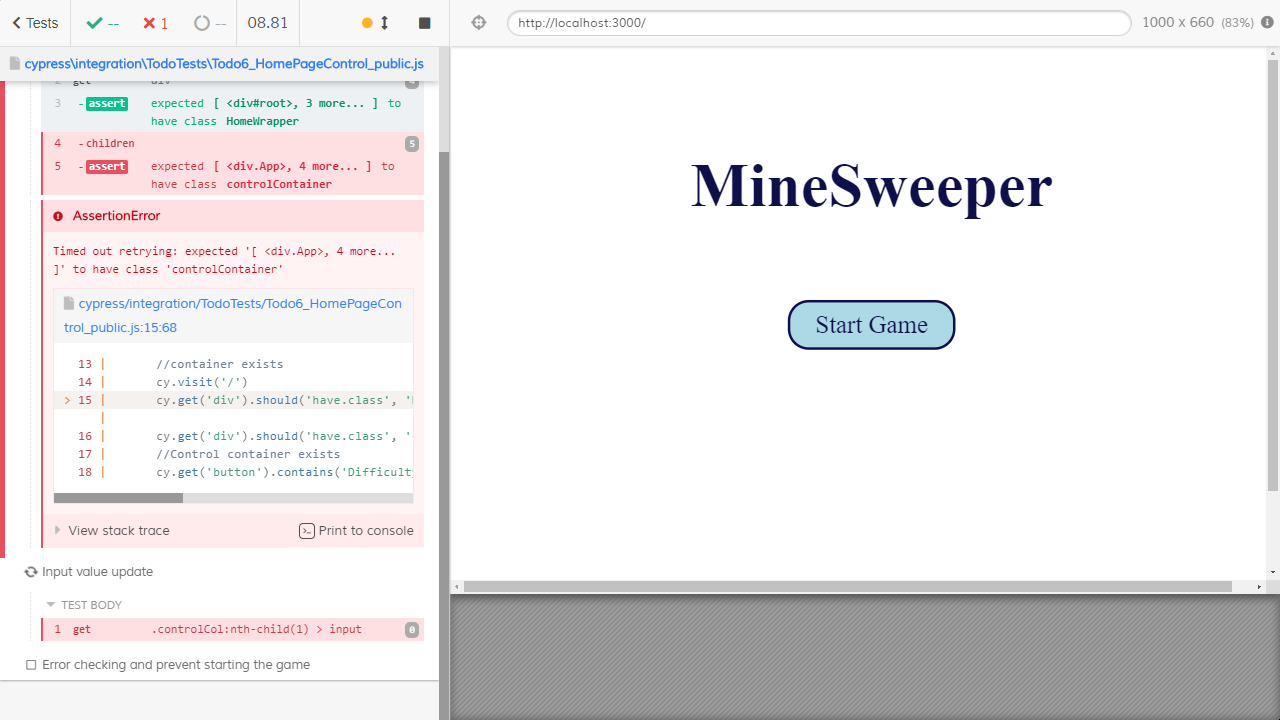 Tests
--
1
--
08.81
http://localhost:3000/
1000 x 660 (83%)
cypress\integration\TodoTests\Todo6_HomePageControl_public.js
2 get div 4
3 -assert expected [ <div#root>, 3 more... ] to
have class HomeWrapper
4 -children 5
5 -assert expected [ <div.App>, 4 more... ] to
have class controlContainer
AssertionError
Timed out retrying: expected '[ <div.App>, 4 more...
]' to have class 'controlContainer'
cypress/integration/TodoTests/Todo6_HomePageCon
trol_public.js:15:68
13 | //container exists
14 | cy.visit('/')
> 15 | cy.get('div').should('have.class', '
|
16 | cy.get('div').should('have.class', '
17 | //Control container exists
18 | cy.get('button').contains('Difficult
View stack trace
Print to console
Input value update
TEST BODY
1 get .controlCol:nth-child(1) > input 0
Error checking and prevent starting the game
MineSweeper
Start Game